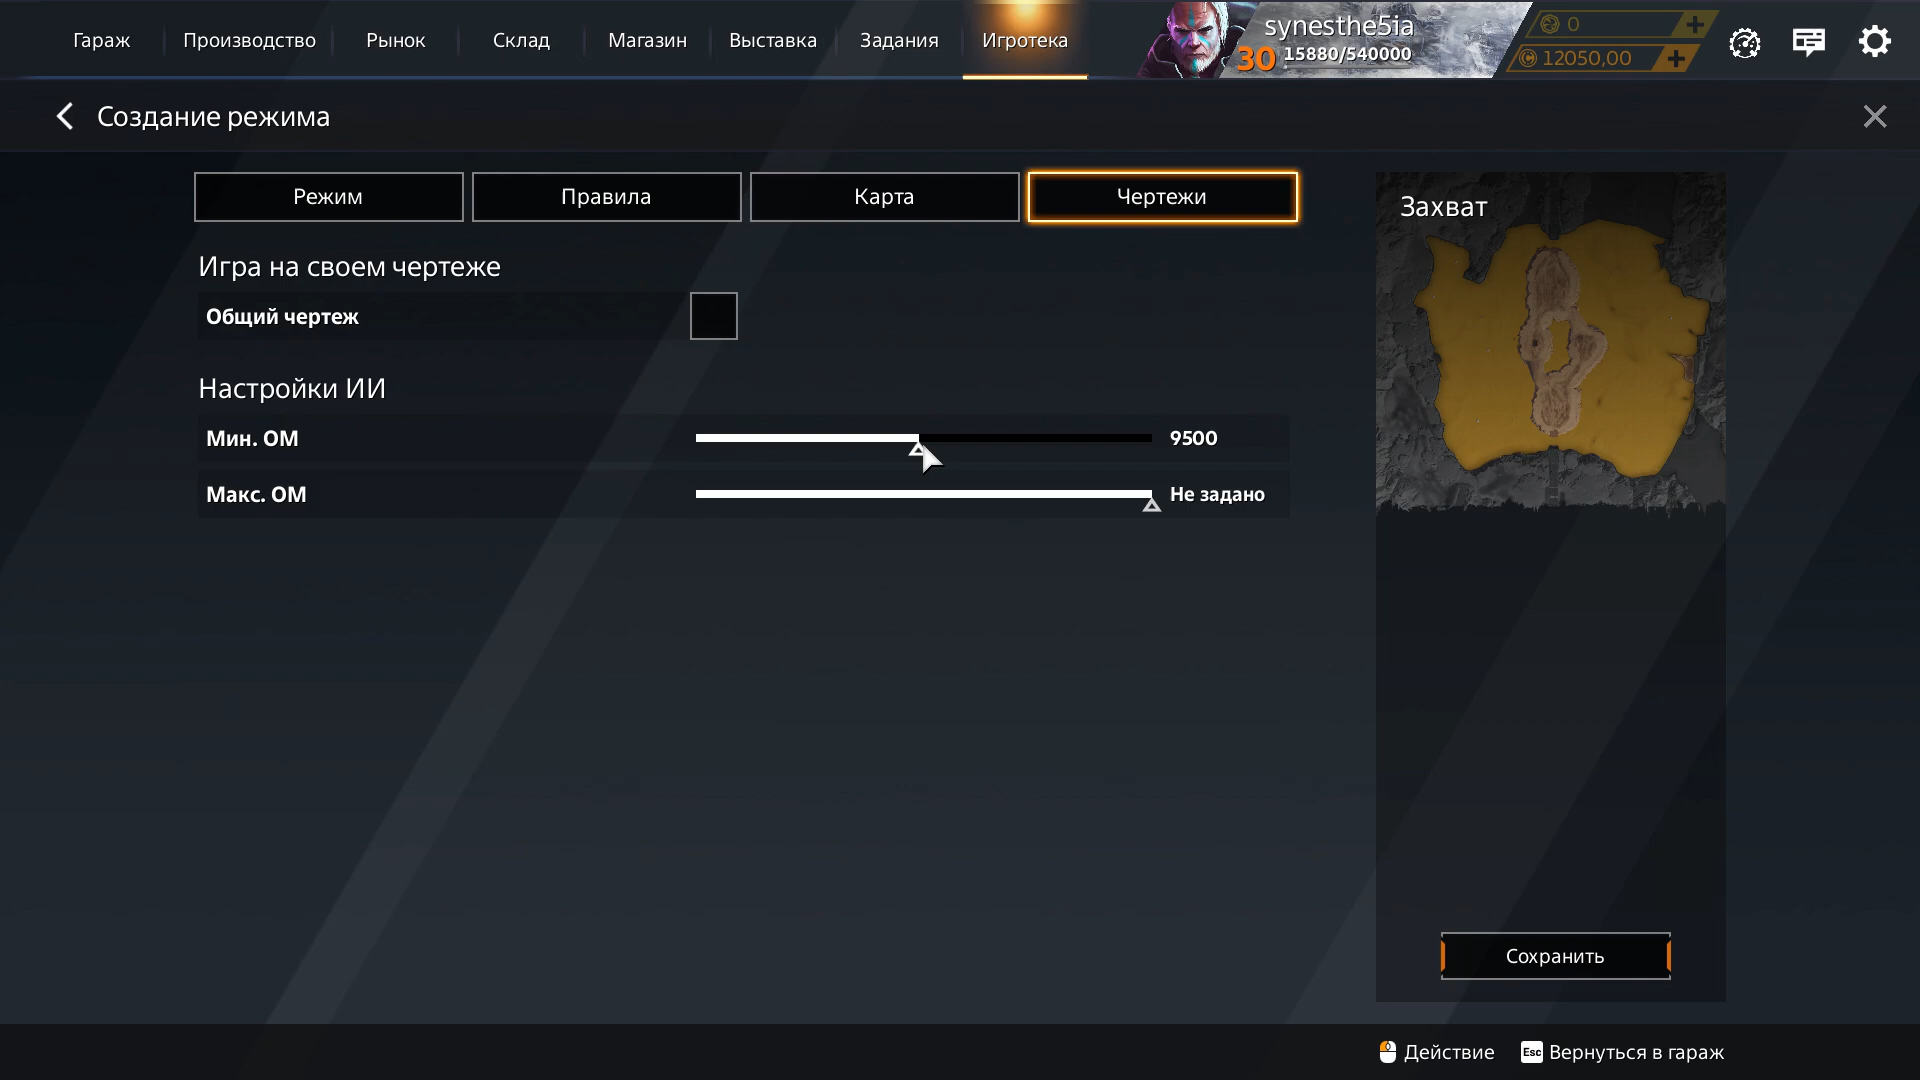 Гараж Производство Рынок Склад Магазин Выставка Задания Игротека
synesthe5ia
30 15880/540000
0
12050,00
Создание режима
Режим Правила Карта Чертежи
Захват
Игра на своем чертеже
Общий чертеж
Настройки ИИ
Мин. ОМ 9500
Макс. ОМ Не задано
Сохранить
Действие Esc Вернуться в гараж